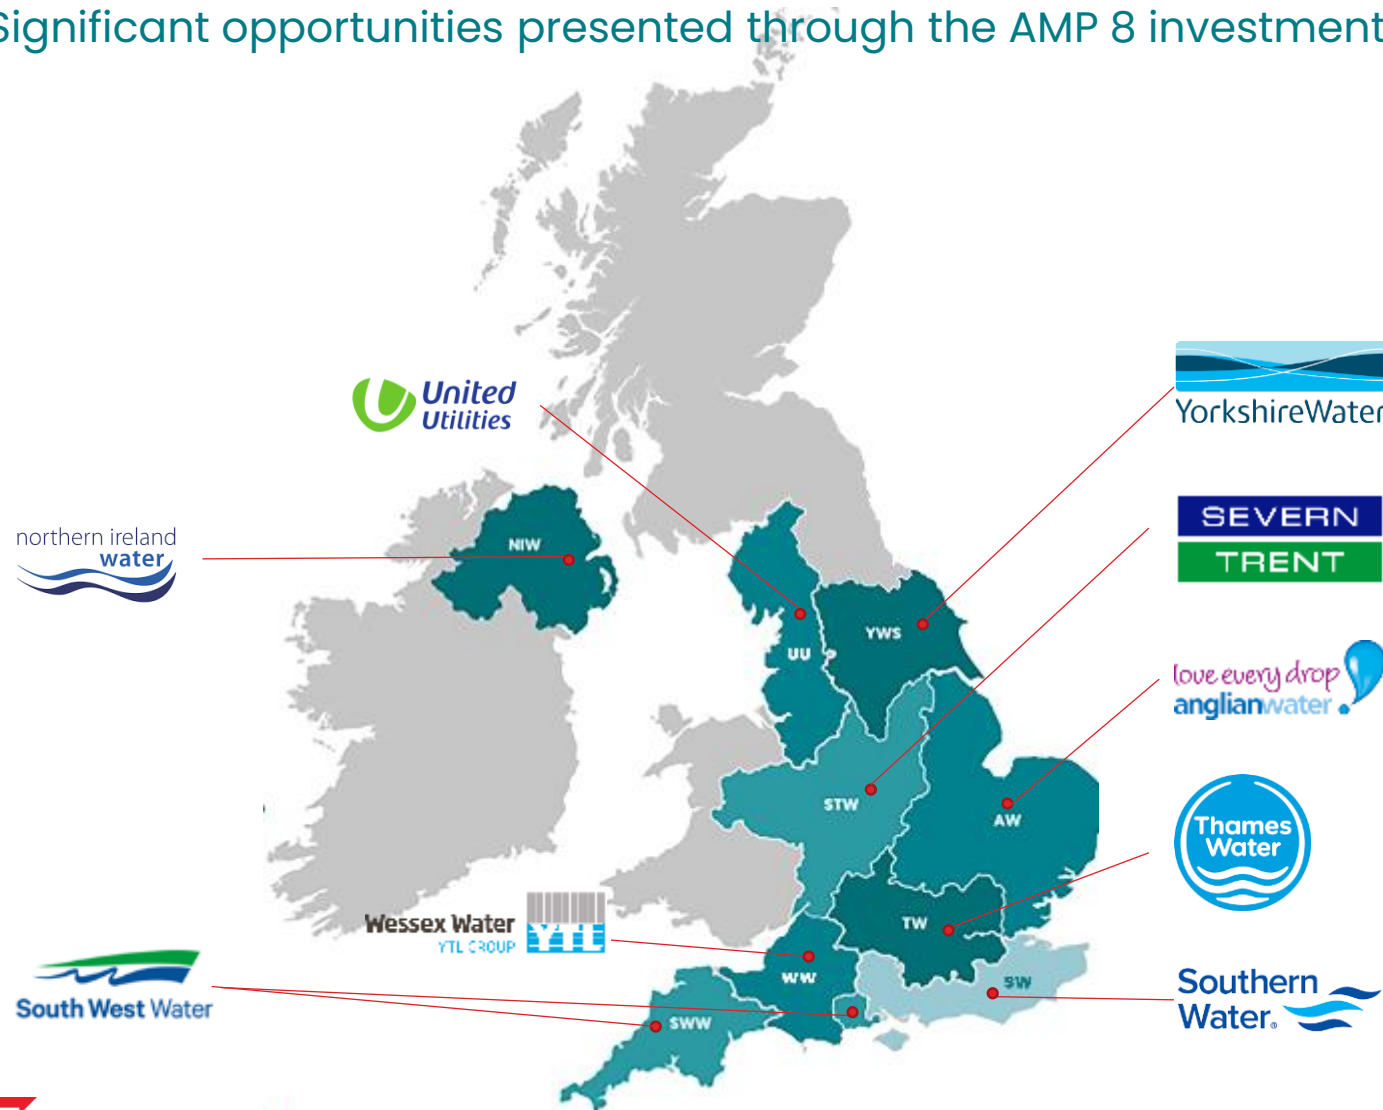 Significant opportunities presented through the AMP 8 investment
United
Utilities
YorkshireWater
SEVERN
TRENT
northern ireland
water
NIW
YWS
UU
love every drop
anglianwater
STW
AW
Thames
Water
Wessex Water
YTL GROUP
YTL
TW
WW
SW
Southern
Water
South West Water
SWW